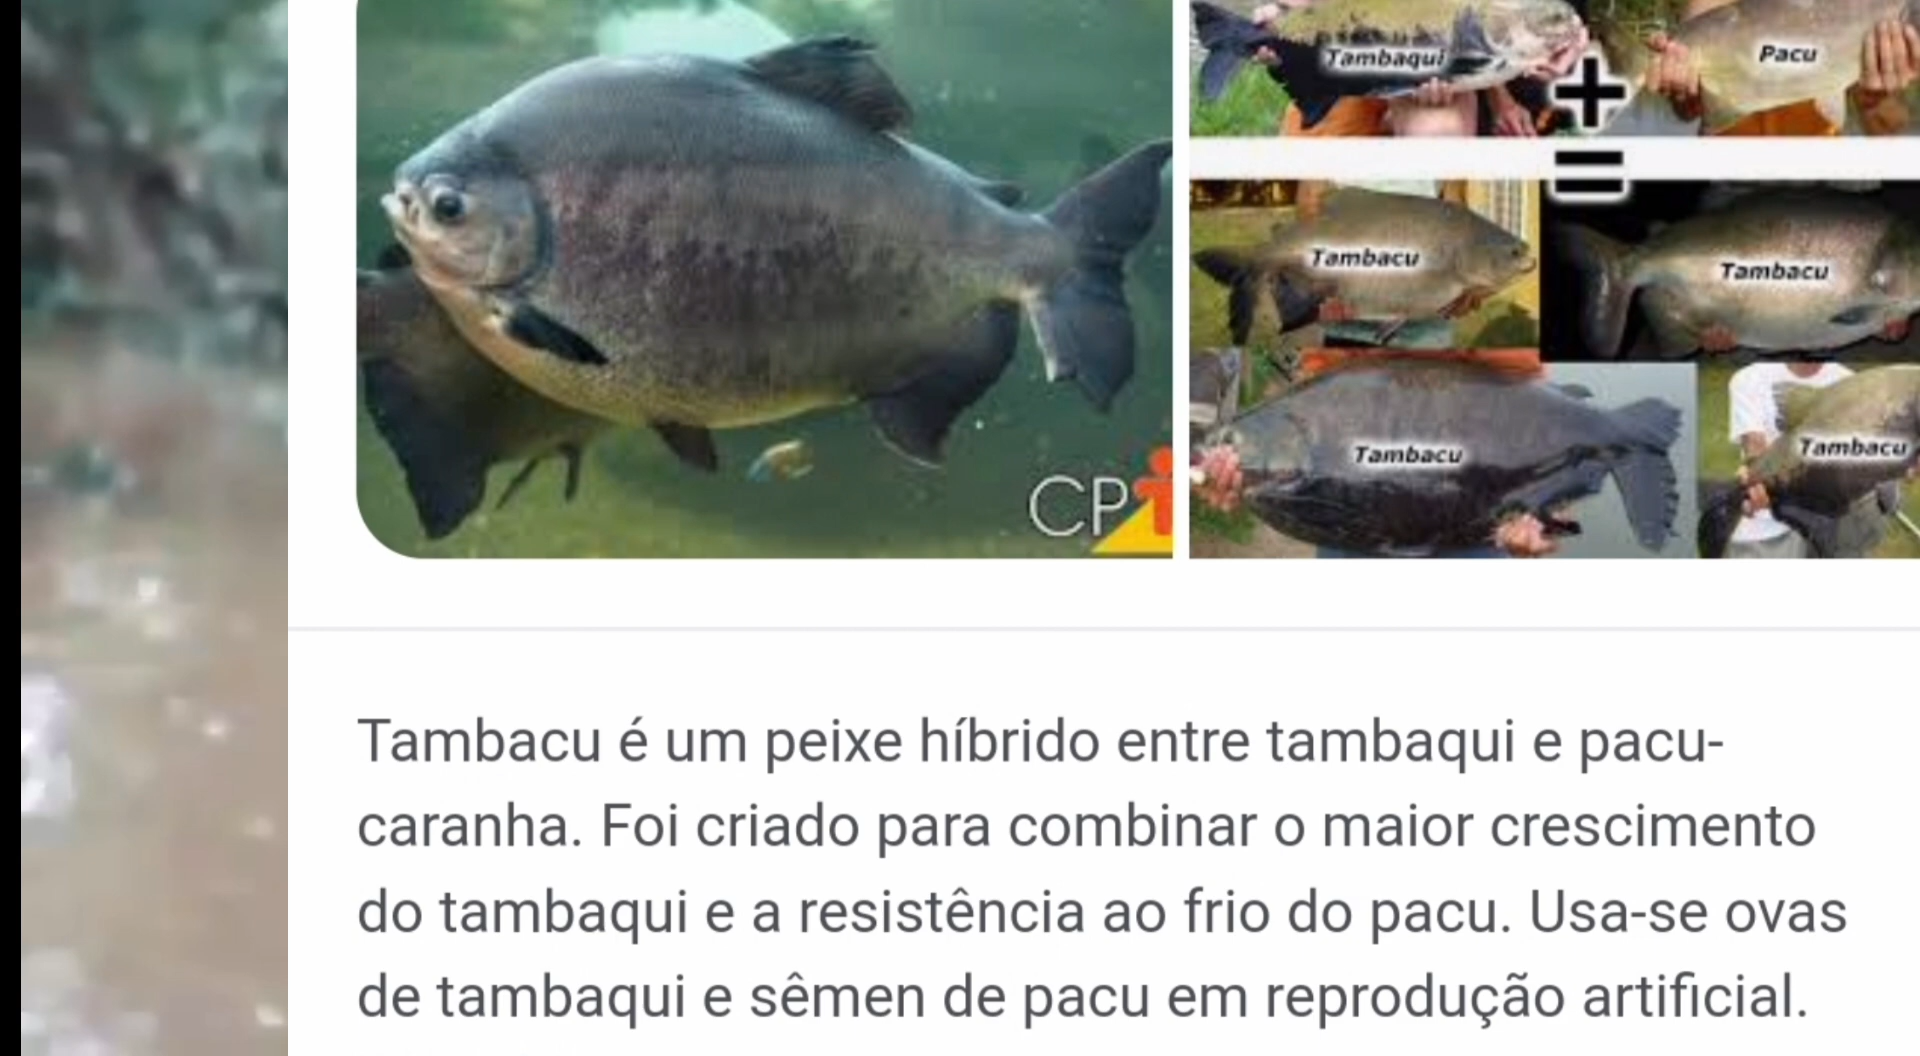 Tambaqui
Pacu
+
=
Tambacu
Tambacu
Tambacu
Tambacu
CP
Tambacu é um peixe híbrido entre tambaqui e pacu-
caranha. Foi criado para combinar o maior crescimento
do tambaqui e a resistência ao frio do pacu. Usa-se ovas
de tambaqui e sêmen de pacu em reprodução artificial.